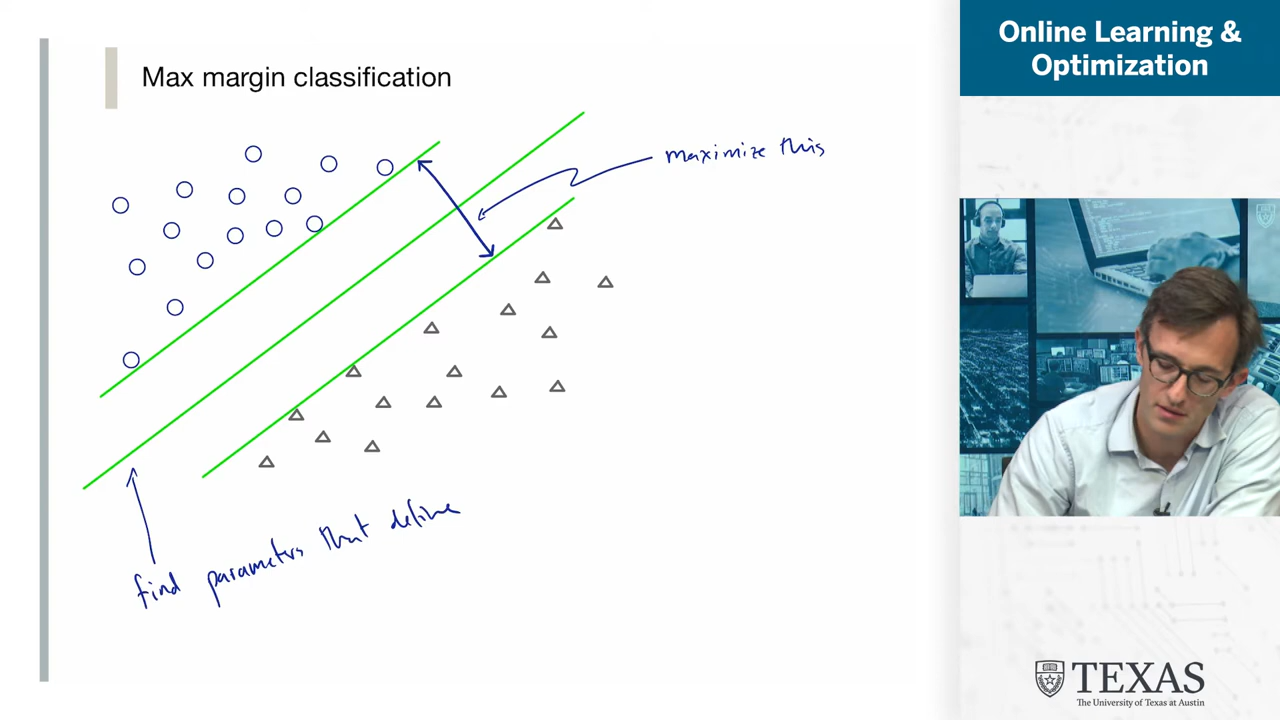 Online Learning &
Optimization
Max margin classification
maximize this
find parameters that define
TEXAS
The University of Texas at Austin